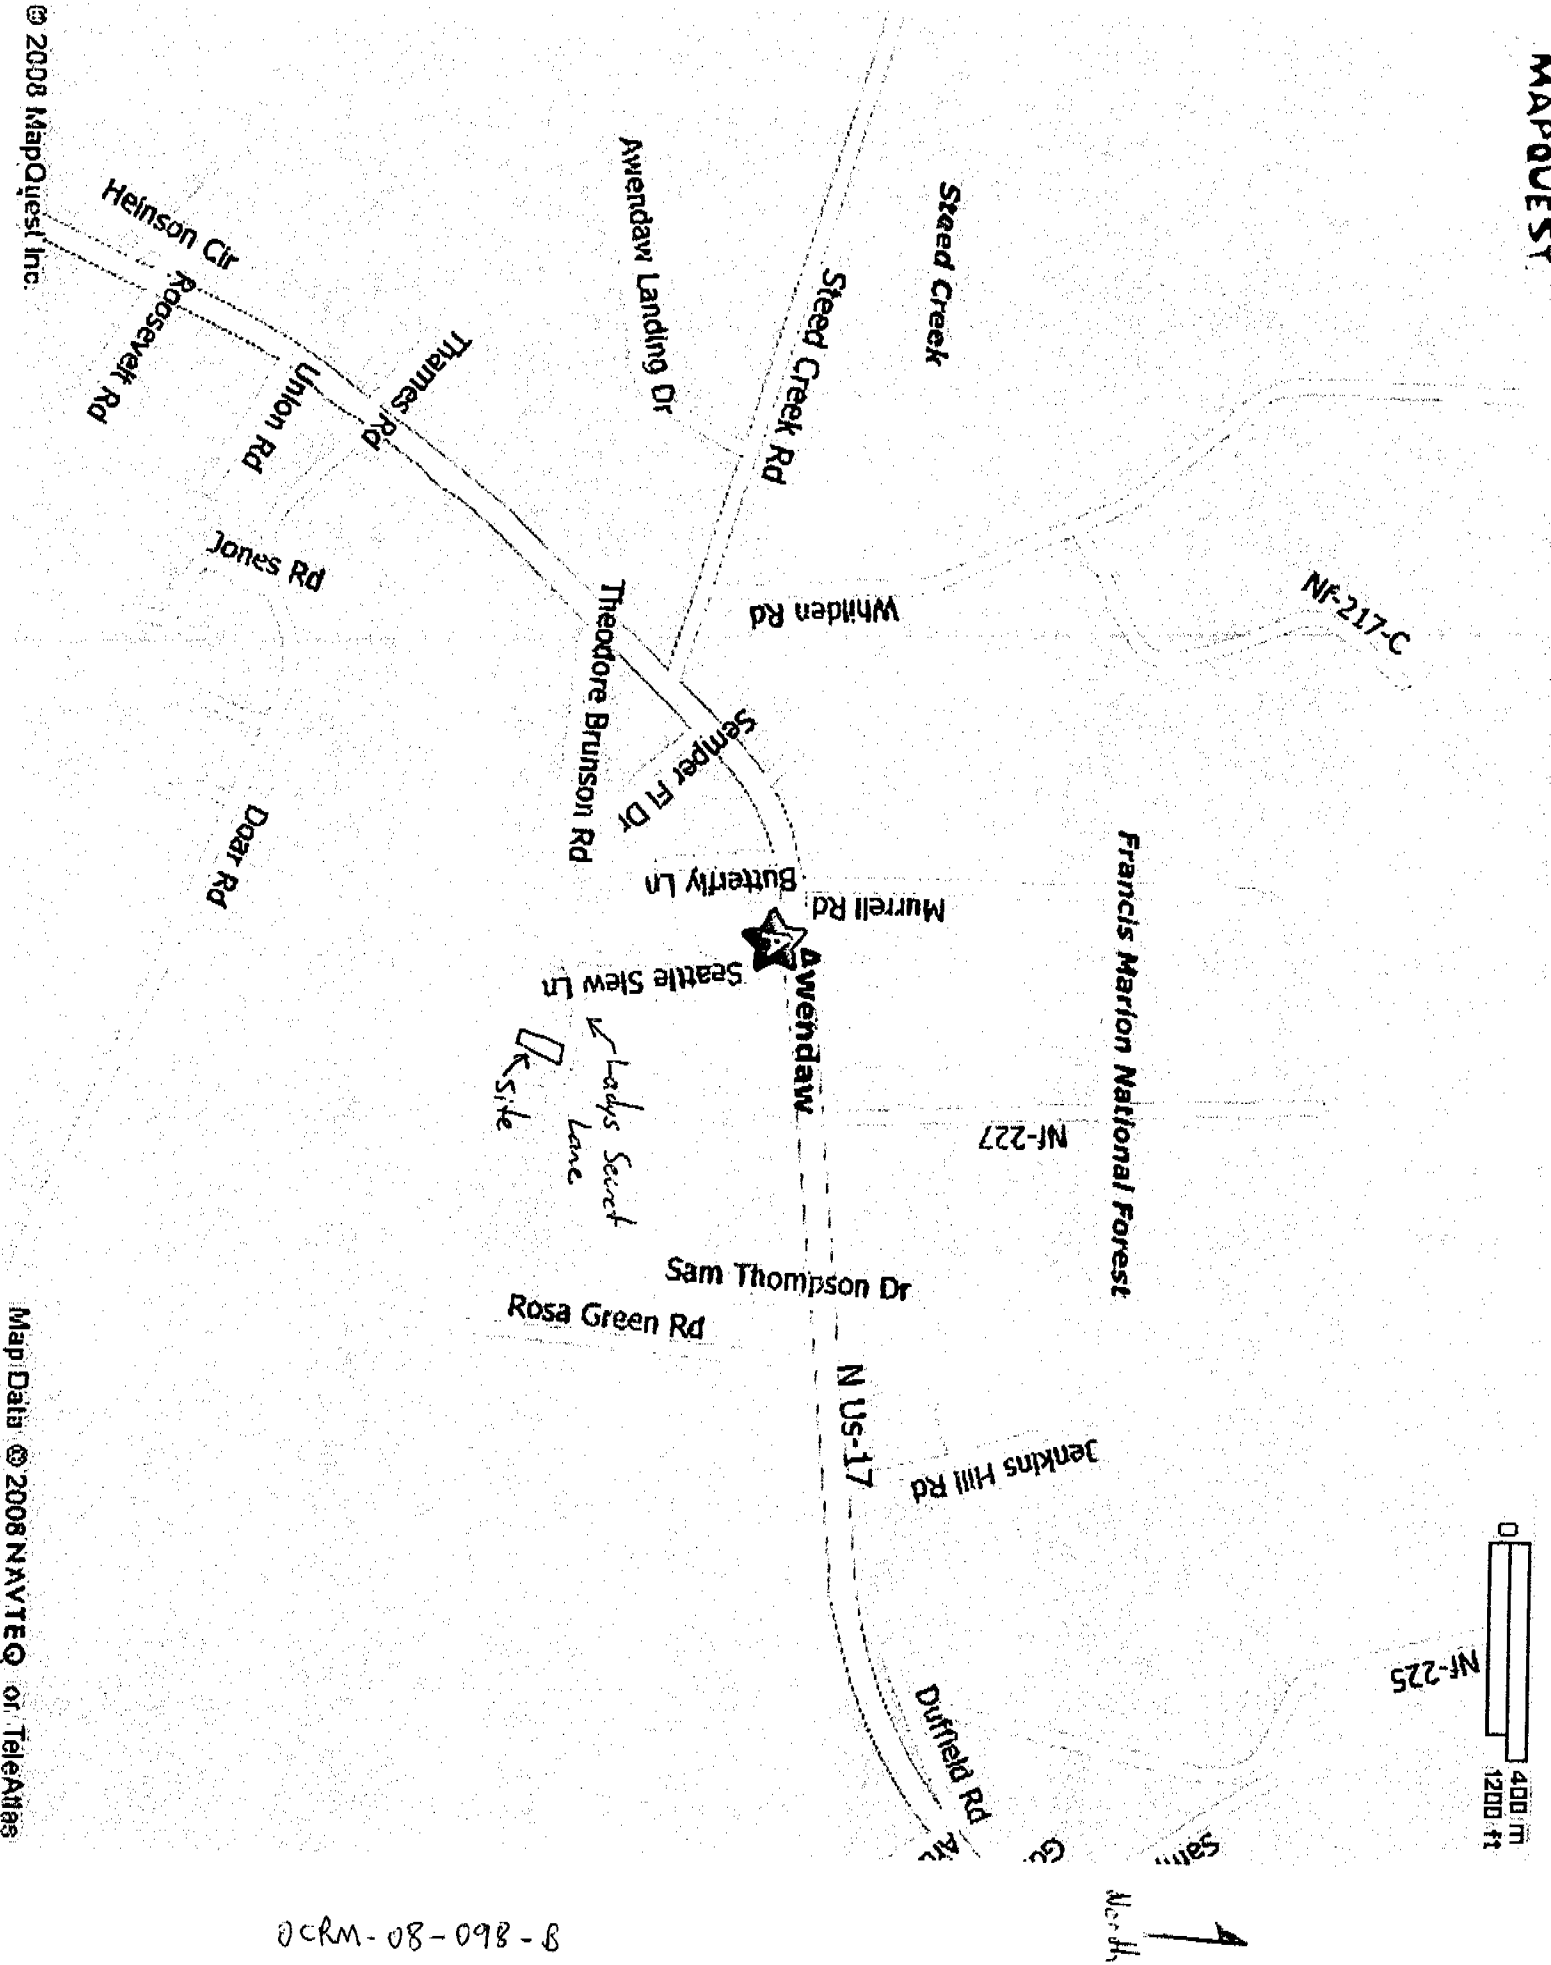 MAPQUEST
400 m
1200 ft
Nf-225
Nf-217-C
Staed Creek
Steed Creek Rd
Awendaw Landing Dr
Whilden Rd
Heinson Cir
Roosevelt Rd
Union Rd
Thames Rd
Jones Rd
Theodore Brunson Rd
Semper Fi Dr
Doar Rd
Butterfly Ln
Murrell Rd
Francis Marion National Forest
A
Awendaw
Seattle Slew Ln
Ladys Secret
Lane
Site
Nf-227
Sam Thompson Dr
Rosa Green Rd
N Us-17
Jenkins Hill Rd
Duffield Rd
© 2008 MapQuest Inc.
Map Data © 2008 NAVTEQ or TeleAtlas
North
OCRM-08-098-B